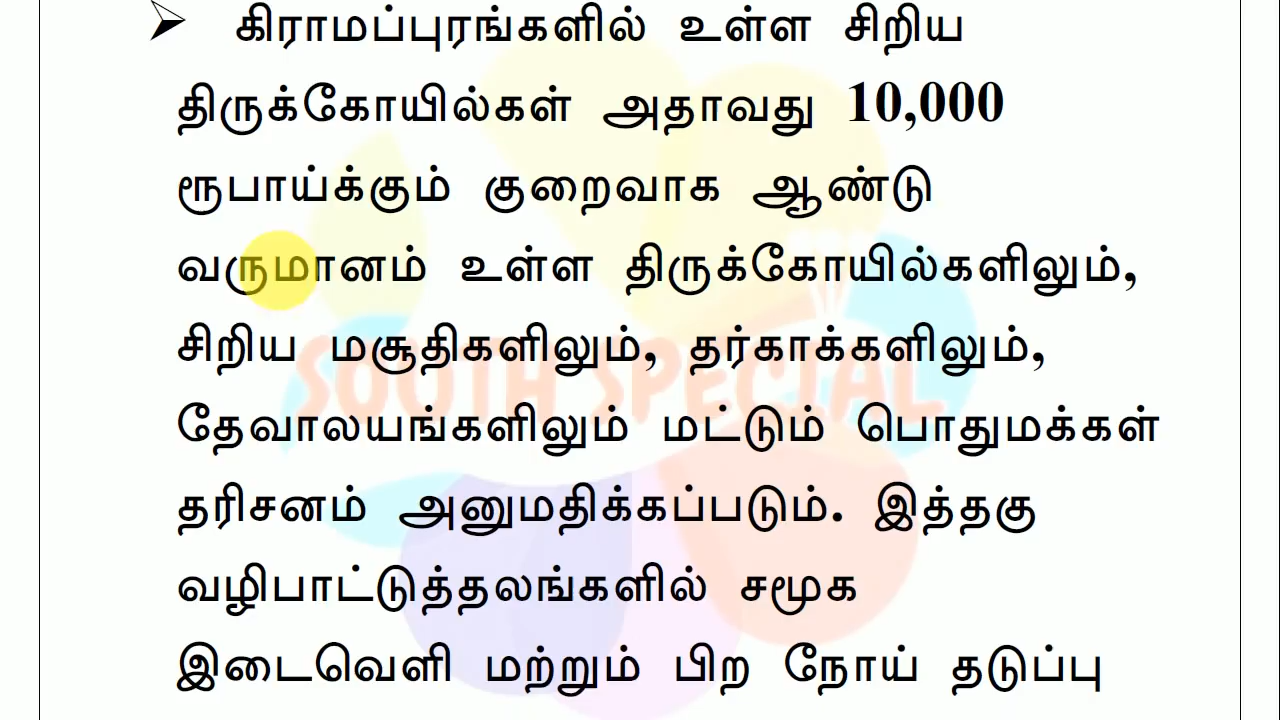 ➢ கிராமப்புரங்களில் உள்ள சிறிய
திருக்கோயில்கள் அதாவது 10,000
ரூபாய்க்கும் குறைவாக ஆண்டு
வருமானம் உள்ள திருக்கோயில்களிலும்,
சிறிய மசூதிகளிலும், தர்காக்களிலும்,
SOUTH SPECIAL
தேவாலயங்களிலும் மட்டும் பொதுமக்கள்
தரிசனம் அனுமதிக்கப்படும். இத்தகு
வழிபாட்டுத்தலங்களில் சமூக
இடைவெளி மற்றும் பிற நோய் தடுப்பு